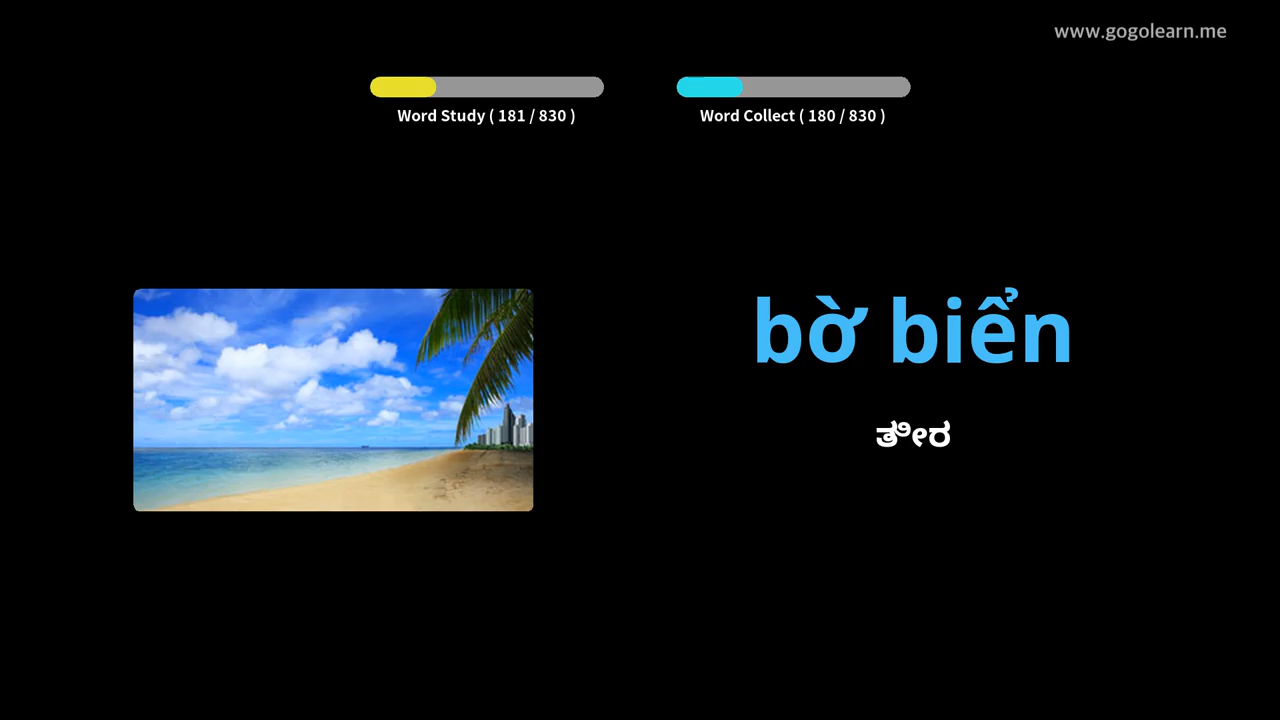 www.gogolearn.me
Word Study ( 181 / 830 )
Word Collect ( 180 / 830 )
bờ biển
ತೀರ